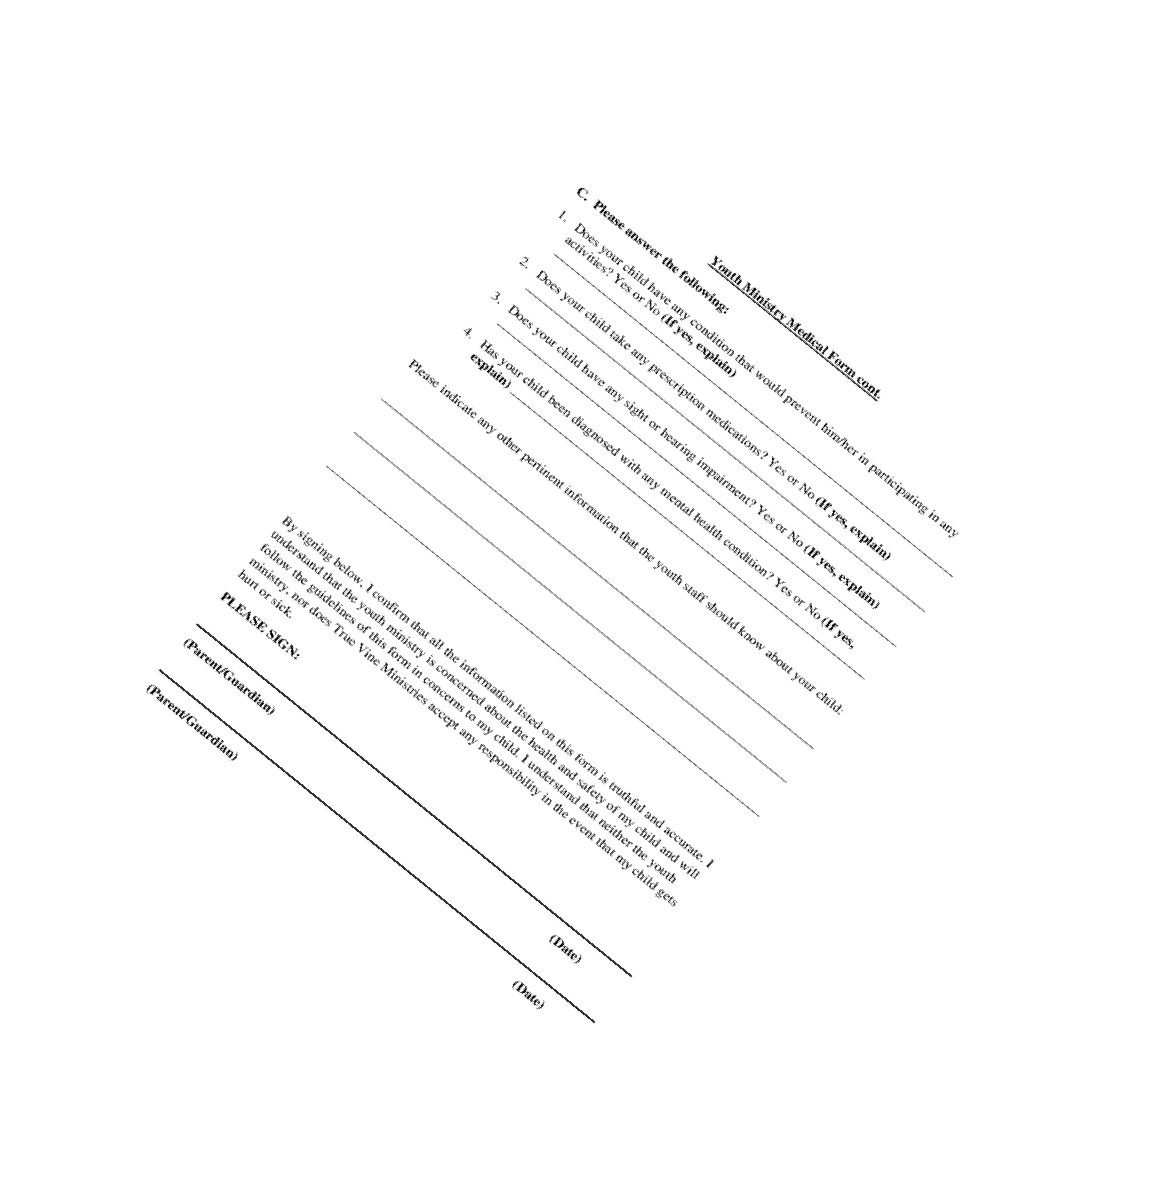 Youth Ministry Medical Form cont.
C. Please answer the following:
1. Does your child have any condition that would prevent him/her in participating in any
activities? Yes or No (If yes, explain)
2. Does your child take any prescription medications? Yes or No (If yes, explain)
3. Does your child have any sight or hearing impairment? Yes or No (If yes, explain)
4. Has your child been diagnosed with any mental health condition? Yes or No (If yes,
explain)
Please indicate any other pertinent information that the youth staff should know about your child:
By signing below, I confirm that all the information listed on this form is truthful and accurate. I
understand that the youth ministry is concerned about the health and safety of my child and will
follow the guidelines of this form in concerns to my child. I understand that neither the youth
ministry, nor does True Vine Ministries accept any responsibility in the event that my child gets
hurt or sick.
PLEASE SIGN:
(Parent/Guardian) (Date)
(Parent/Guardian) (Date)